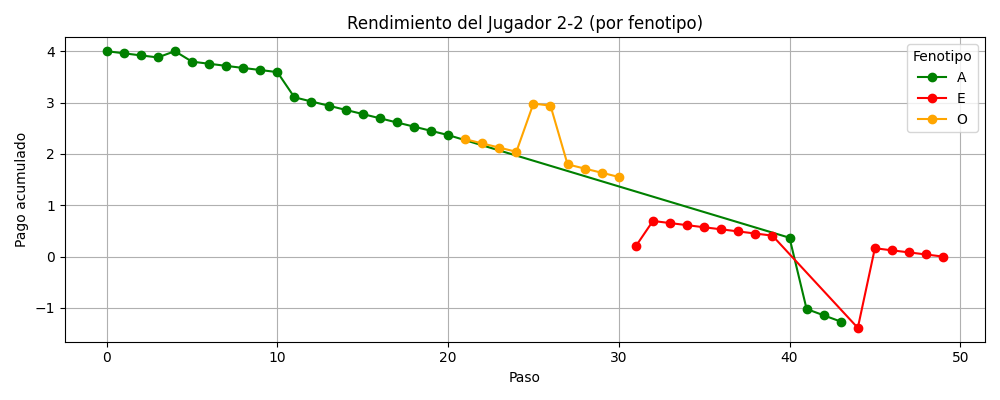 Rendimiento del Jugador 2-2 (por fenotipo)
Pago acumulado
4
3
2
1
0
−1
Fenotipo
A
E
O
0
10
20
30
40
50
Paso